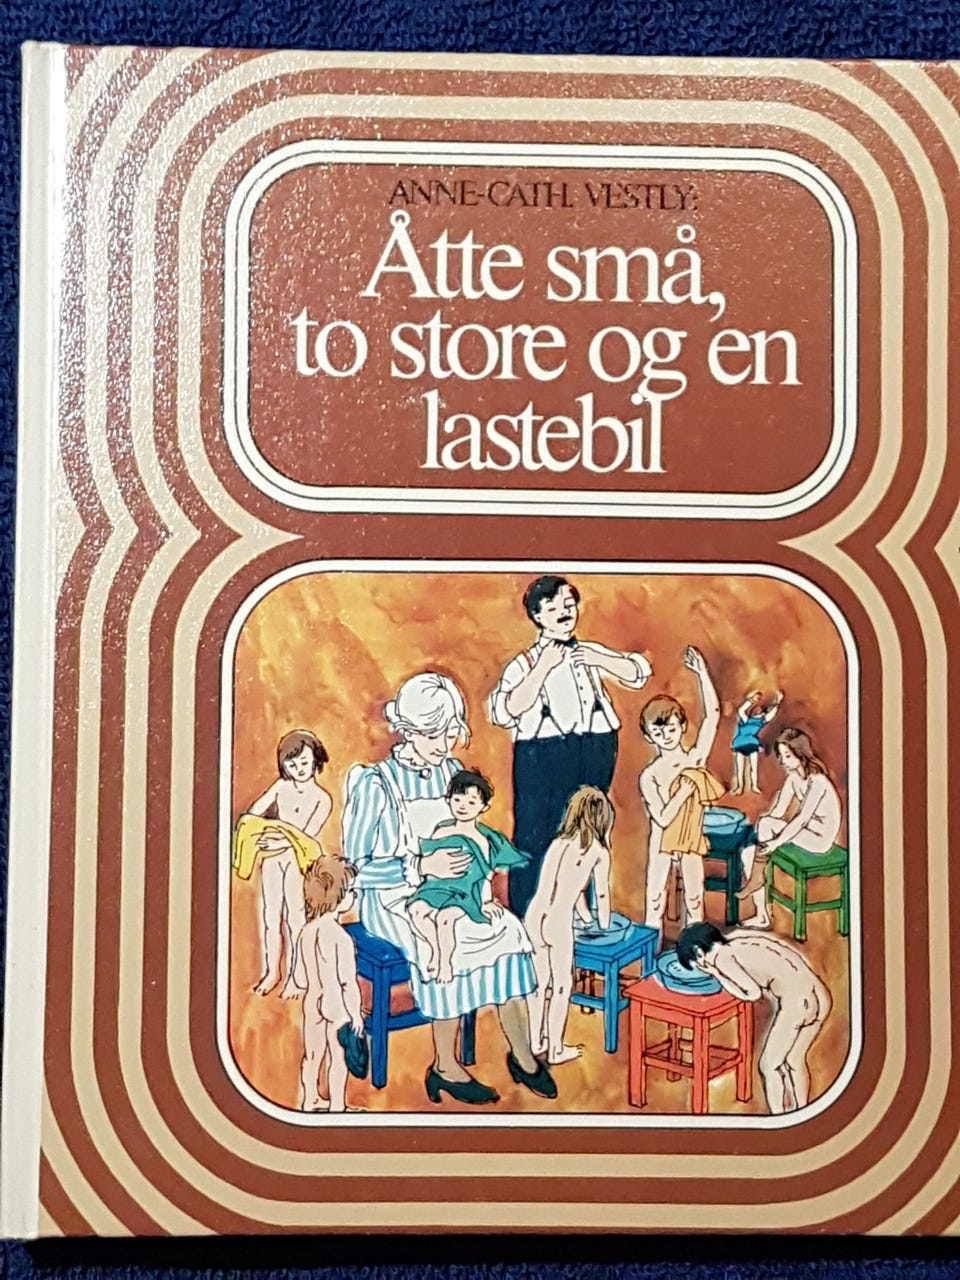 ANNE-CATH. VESTLY:
Åtte små,
to store og en
lastebil